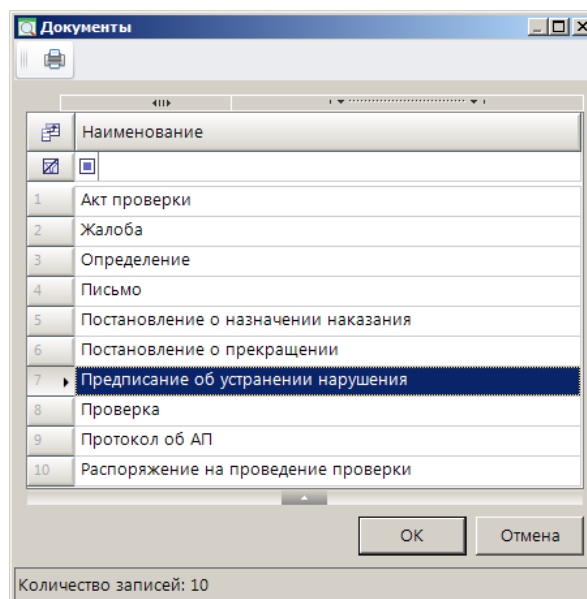 Документы
Наименование
1 Акт проверки
2 Жалоба
3 Определение
4 Письмо
5 Постановление о назначении наказания
6 Постановление о прекращении
7 Предписание об устранении нарушения
8 Проверка
9 Протокол об АП
10 Распоряжение на проведение проверки
ОК Отмена
Количество записей: 10